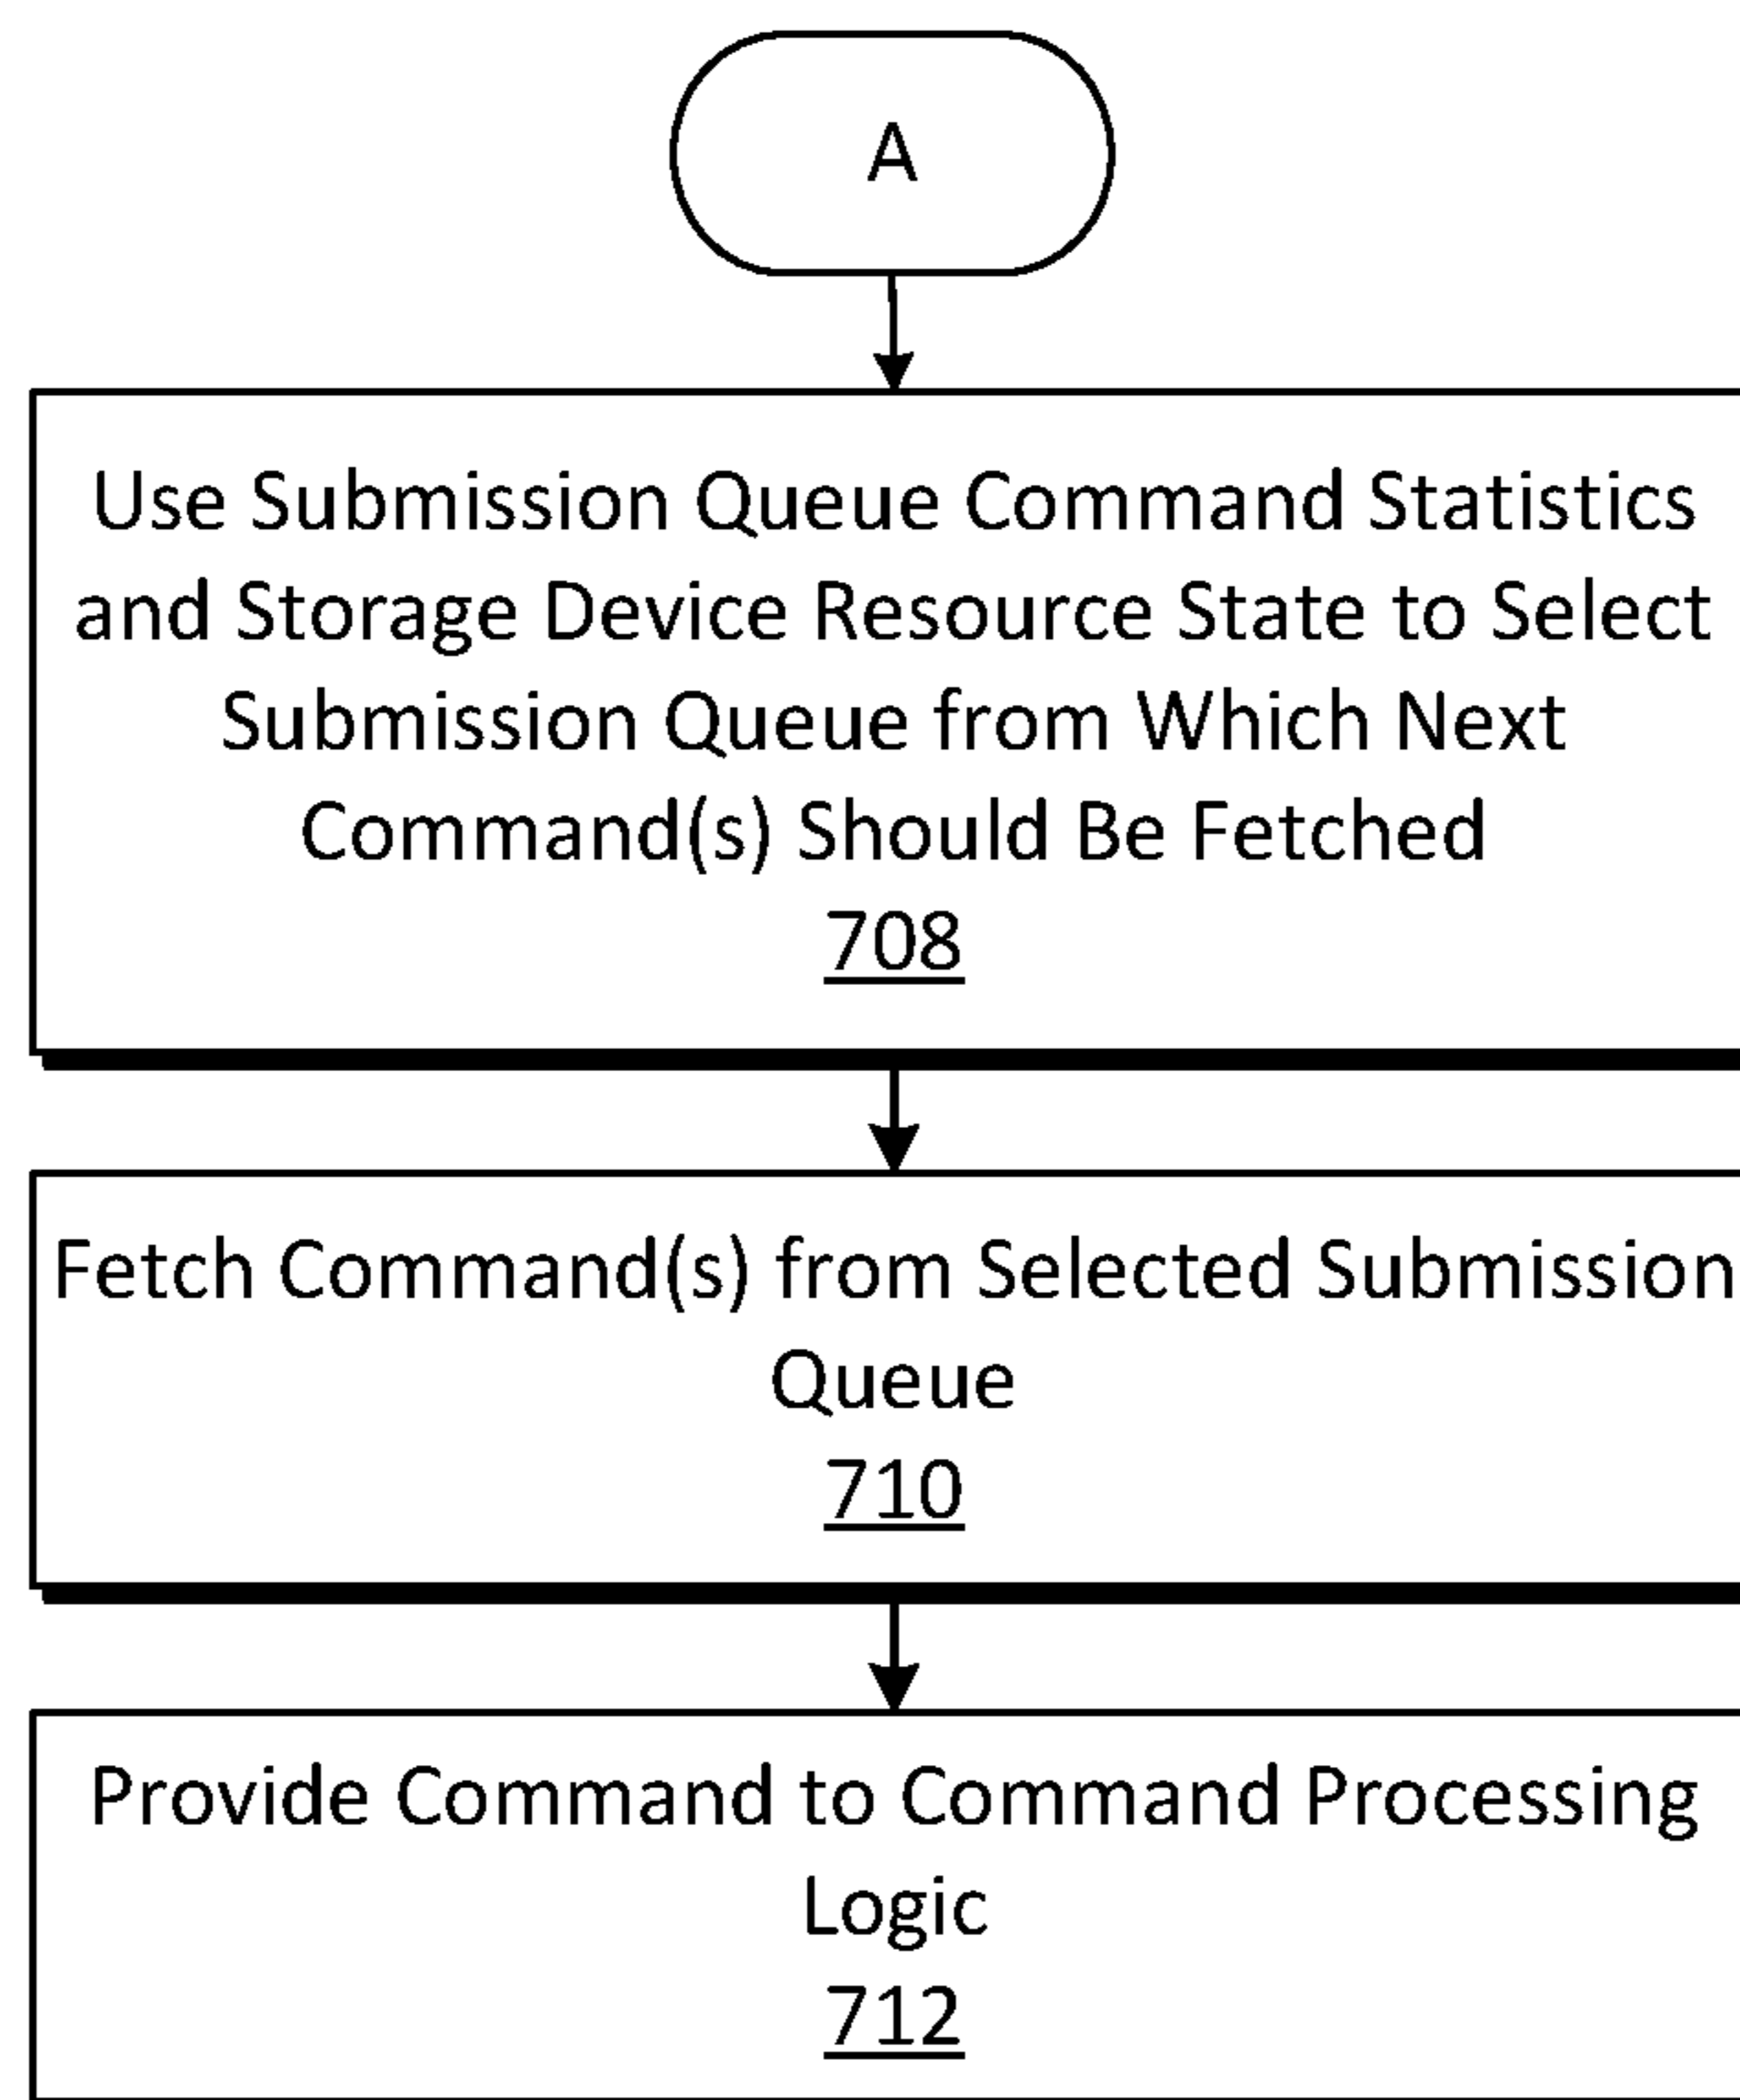 A
Use Submission Queue Command Statistics
and Storage Device Resource State to Select
Submission Queue from Which Next
Command(s) Should Be Fetched
708
Fetch Command(s) from Selected Submission
Queue
710
Provide Command to Command Processing
Logic
712